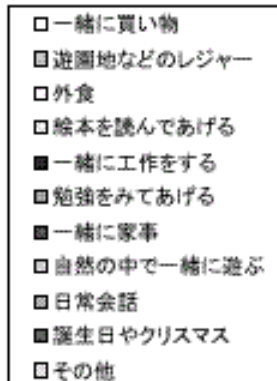 一緒に買い物
遊園地などのレジャー
外食
絵本を読んであげる
一緒に工作をする
勉強をみてあげる
一緒に家事
自然の中で一緒に遊ぶ
日常会話
誕生日やクリスマス
その他